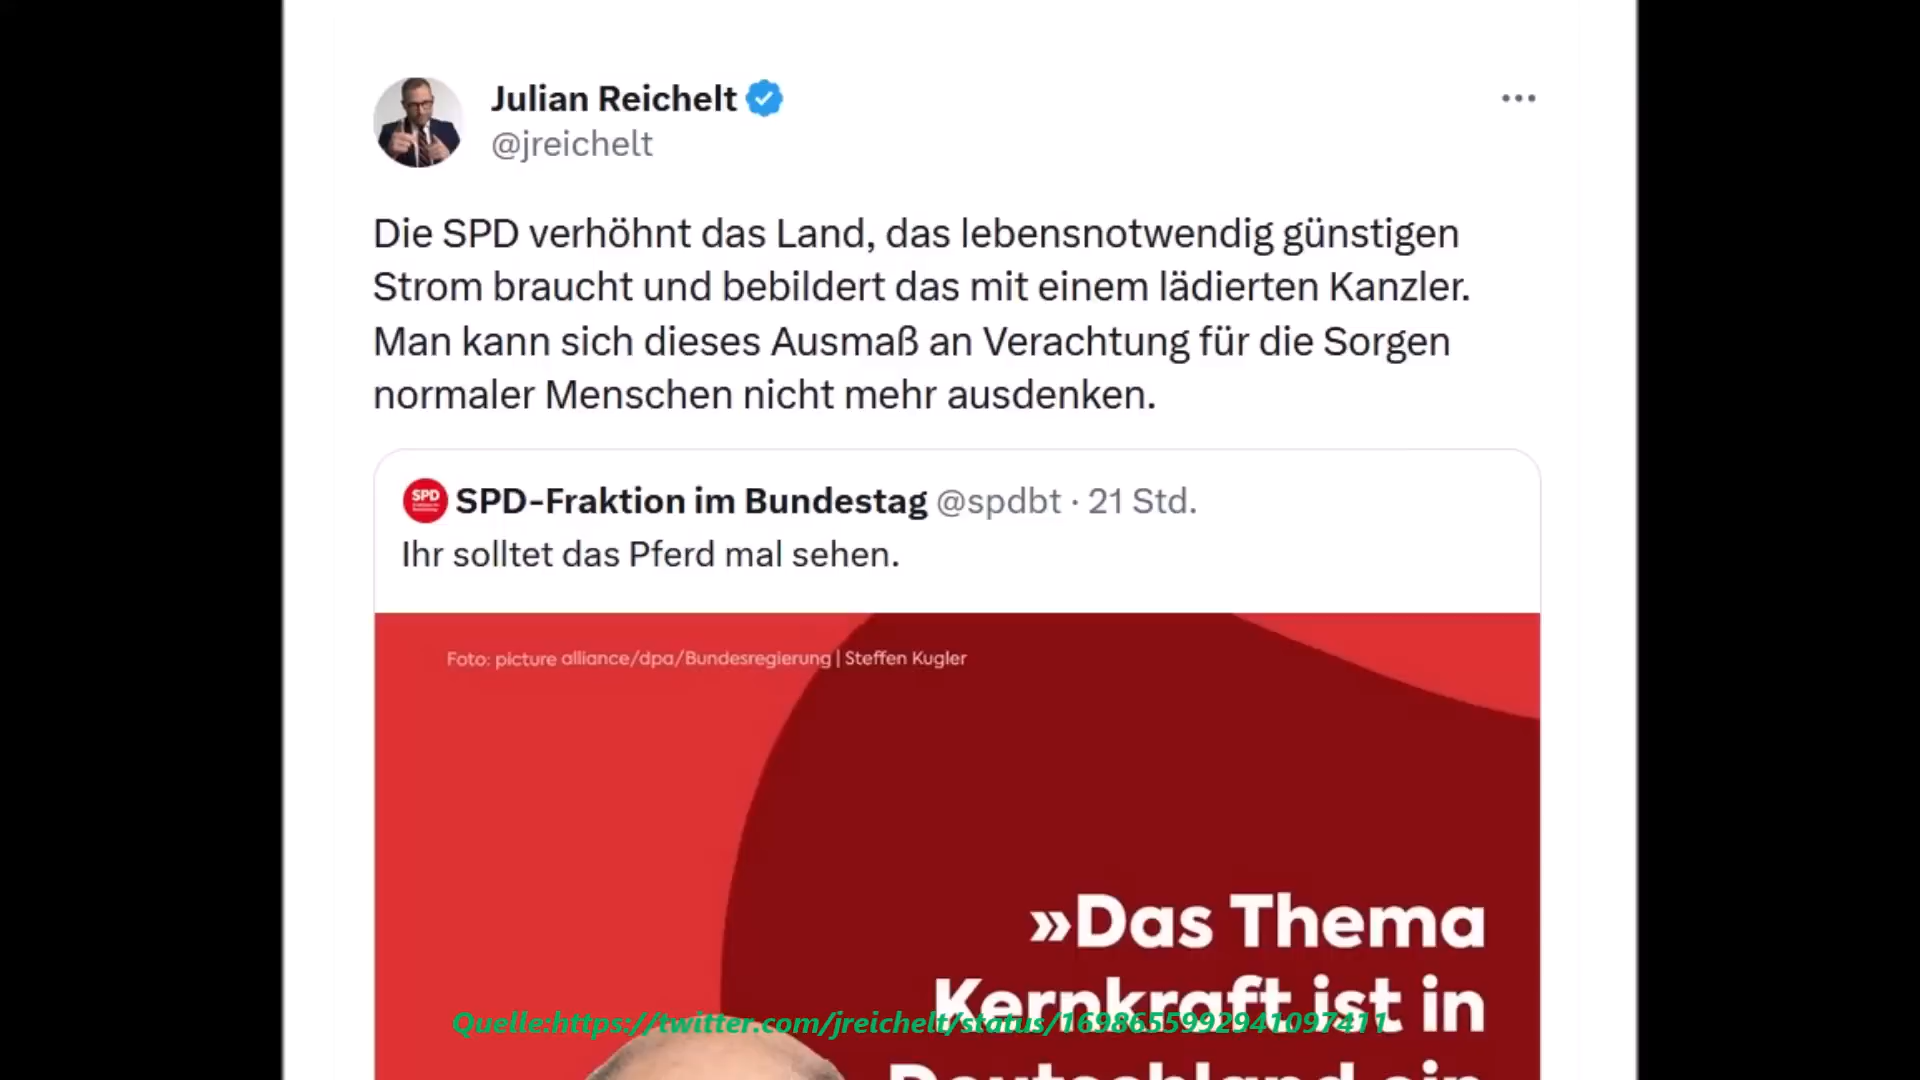 Julian Reichelt
@jreichelt
Die SPD verhöhnt das Land, das lebensnotwendig günstigen
Strom braucht und bebildert das mit einem lädierten Kanzler.
Man kann sich dieses Ausmaß an Verachtung für die Sorgen
normaler Menschen nicht mehr ausdenken.
SPD
SPD-Fraktion im Bundestag @spdbt · 21 Std.
Ihr solltet das Pferd mal sehen.
Foto: picture alliance/dpa/Bundesregierung | Steffen Kugler
»Das Thema
Kernkraft ist in
Deutschland ein
Quelle:https://twitter.com/jreichelt/status/1698655992941097411